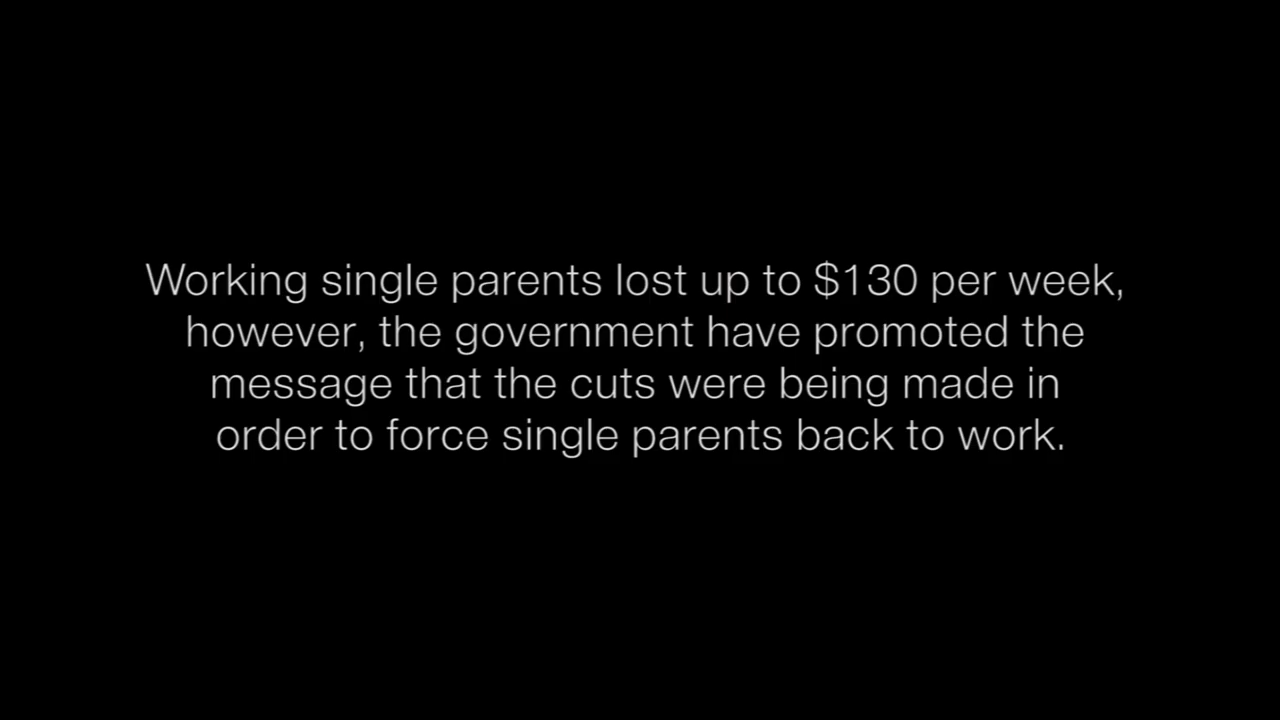 Working single parents lost up to $130 per week,
however, the government have promoted the
message that the cuts were being made in
order to force single parents back to work.